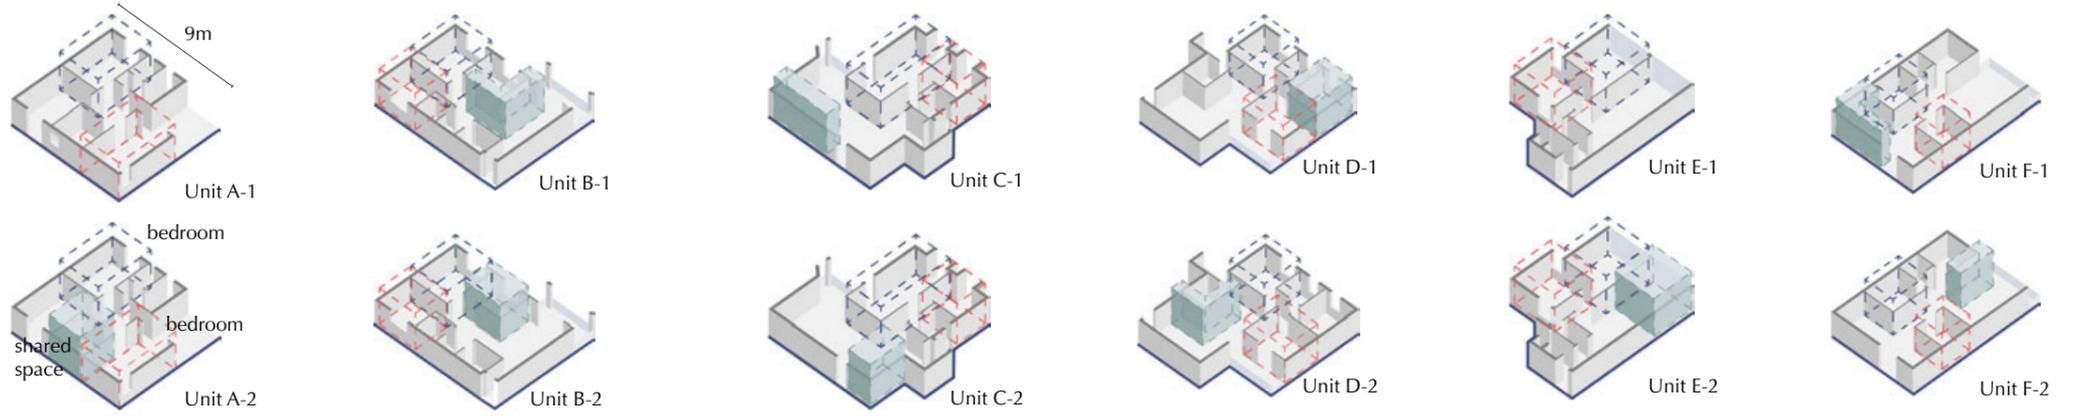 9m
Unit A-1
Unit B-1
Unit C-1
Unit D-1
Unit E-1
Unit F-1
bedroom
bedroom
shared
space
Unit A-2
Unit B-2
Unit C-2
Unit D-2
Unit E-2
Unit F-2